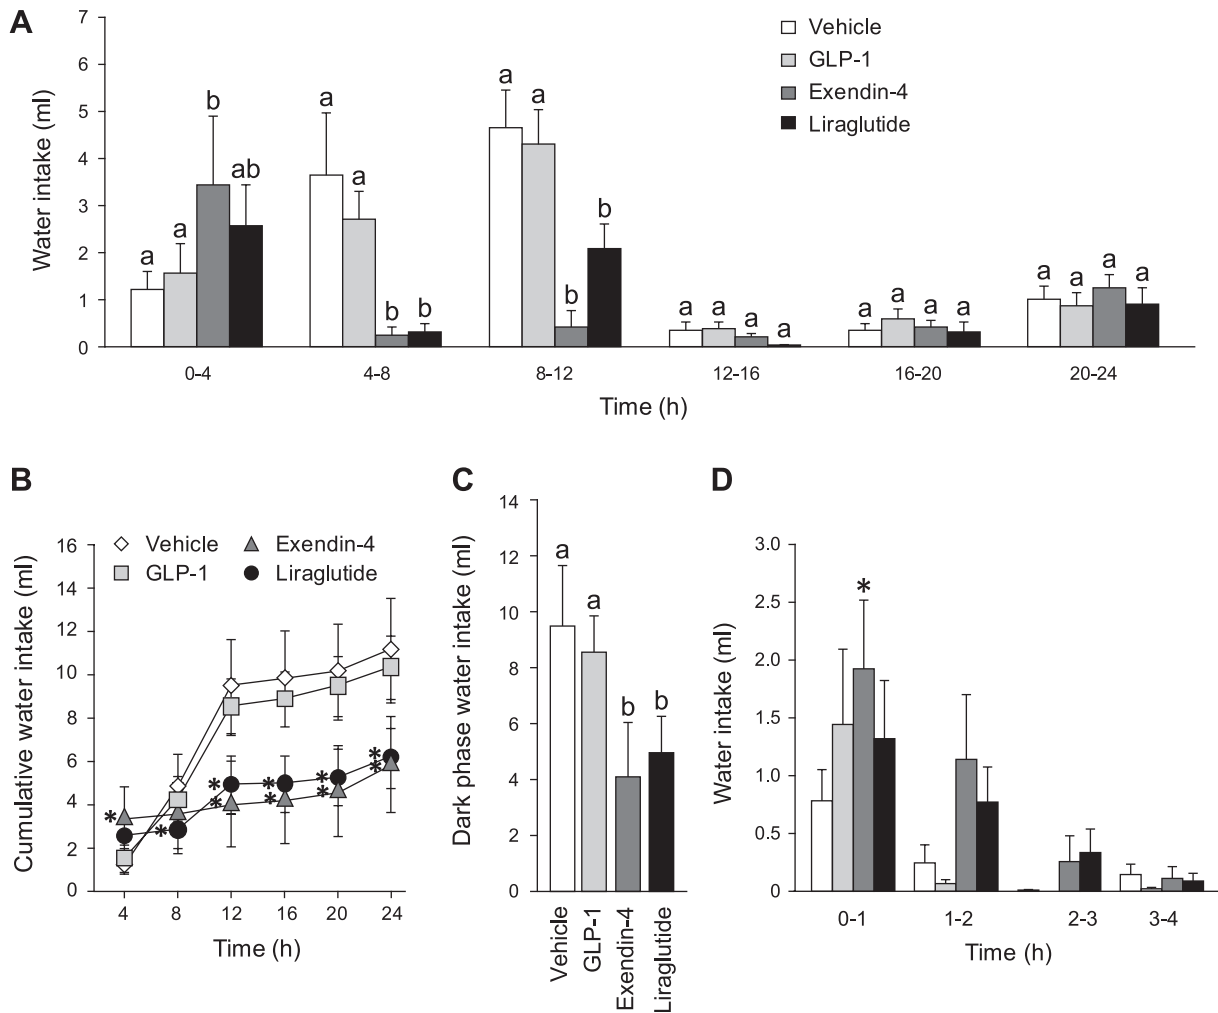 A
7
6
5
4
3
2
1
0
Water intake (ml)
Vehicle
GLP-1
Exendin-4
Liraglutide
a a b ab
a a b b
a a b b
a a a a
a a a a
a a a a
0-4 4-8 8-12 12-16 16-20 20-24
Time (h)
B
16
14
12
10
8
6
4
2
0
Cumulative water intake (ml)
Vehicle Exendin-4
GLP-1 Liraglutide
* * * * * * * * * * *
4 8 12 16 20 24
Time (h)
C
14
12
10
8
6
4
2
0
Dark phase water intake (ml)
a a b b
Vehicle
GLP-1
Exendin-4
Liraglutide
D
3.0
2.5
2.0
1.5
1.0
0.5
0
Water intake (ml)
*
0-1 1-2 2-3 3-4
Time (h)